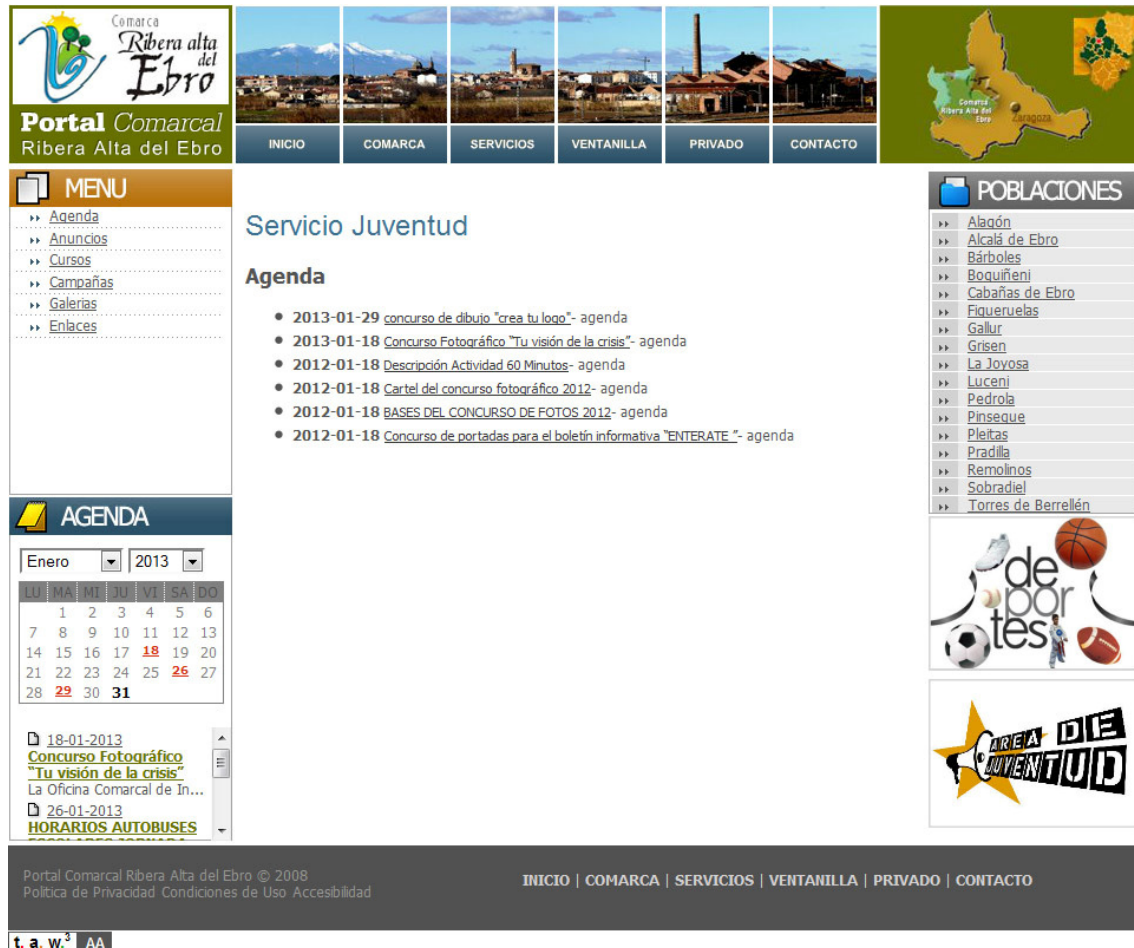 Comarca
Ribera alta
del
Ebro
Portal Comarcal
Ribera Alta del Ebro
INICIO
COMARCA
SERVICIOS
VENTANILLA
PRIVADO
CONTACTO
Comarca
Ribera Alta del
Ebro
Zaragoza
MENU
Agenda
Anuncios
Cursos
Campañas
Galerias
Enlaces
AGENDA
Enero 2013
LU MA MI JU VI SA DO
1 2 3 4 5 6
7 8 9 10 11 12 13
14 15 16 17 18 19 20
21 22 23 24 25 26 27
28 29 30 31
18-01-2013
Concurso Fotográfico
“Tu visión de la crisis”
La Oficina Comarcal de In...
26-01-2013
HORARIOS AUTOBUSES
ESCOLARES JORNADA
Servicio Juventud
Agenda
2013-01-29 concurso de dibujo "crea tu logo"- agenda
2013-01-18 Concurso Fotográfico “Tu visión de la crisis”- agenda
2012-01-18 Descripción Actividad 60 Minutos- agenda
2012-01-18 Cartel del concurso fotográfico 2012- agenda
2012-01-18 BASES DEL CONCURSO DE FOTOS 2012- agenda
2012-01-18 Concurso de portadas para el boletín informativa “ENTERATE ”- agenda
POBLACIONES
Alagón
Alcalá de Ebro
Bárboles
Boquiñeni
Cabañas de Ebro
Figueruelas
Gallur
Grisen
La Joyosa
Luceni
Pedrola
Pinseque
Pleitas
Pradilla
Remolinos
Sobradiel
Torres de Berrellén
de
por
tes
AREA DE
JUVENTUD
Portal Comarcal Ribera Alta del Ebro © 2008
Politica de Privacidad Condiciones de Uso Accesibilidad
INICIO | COMARCA | SERVICIOS | VENTANILLA | PRIVADO | CONTACTO
t. a. w.³ AA